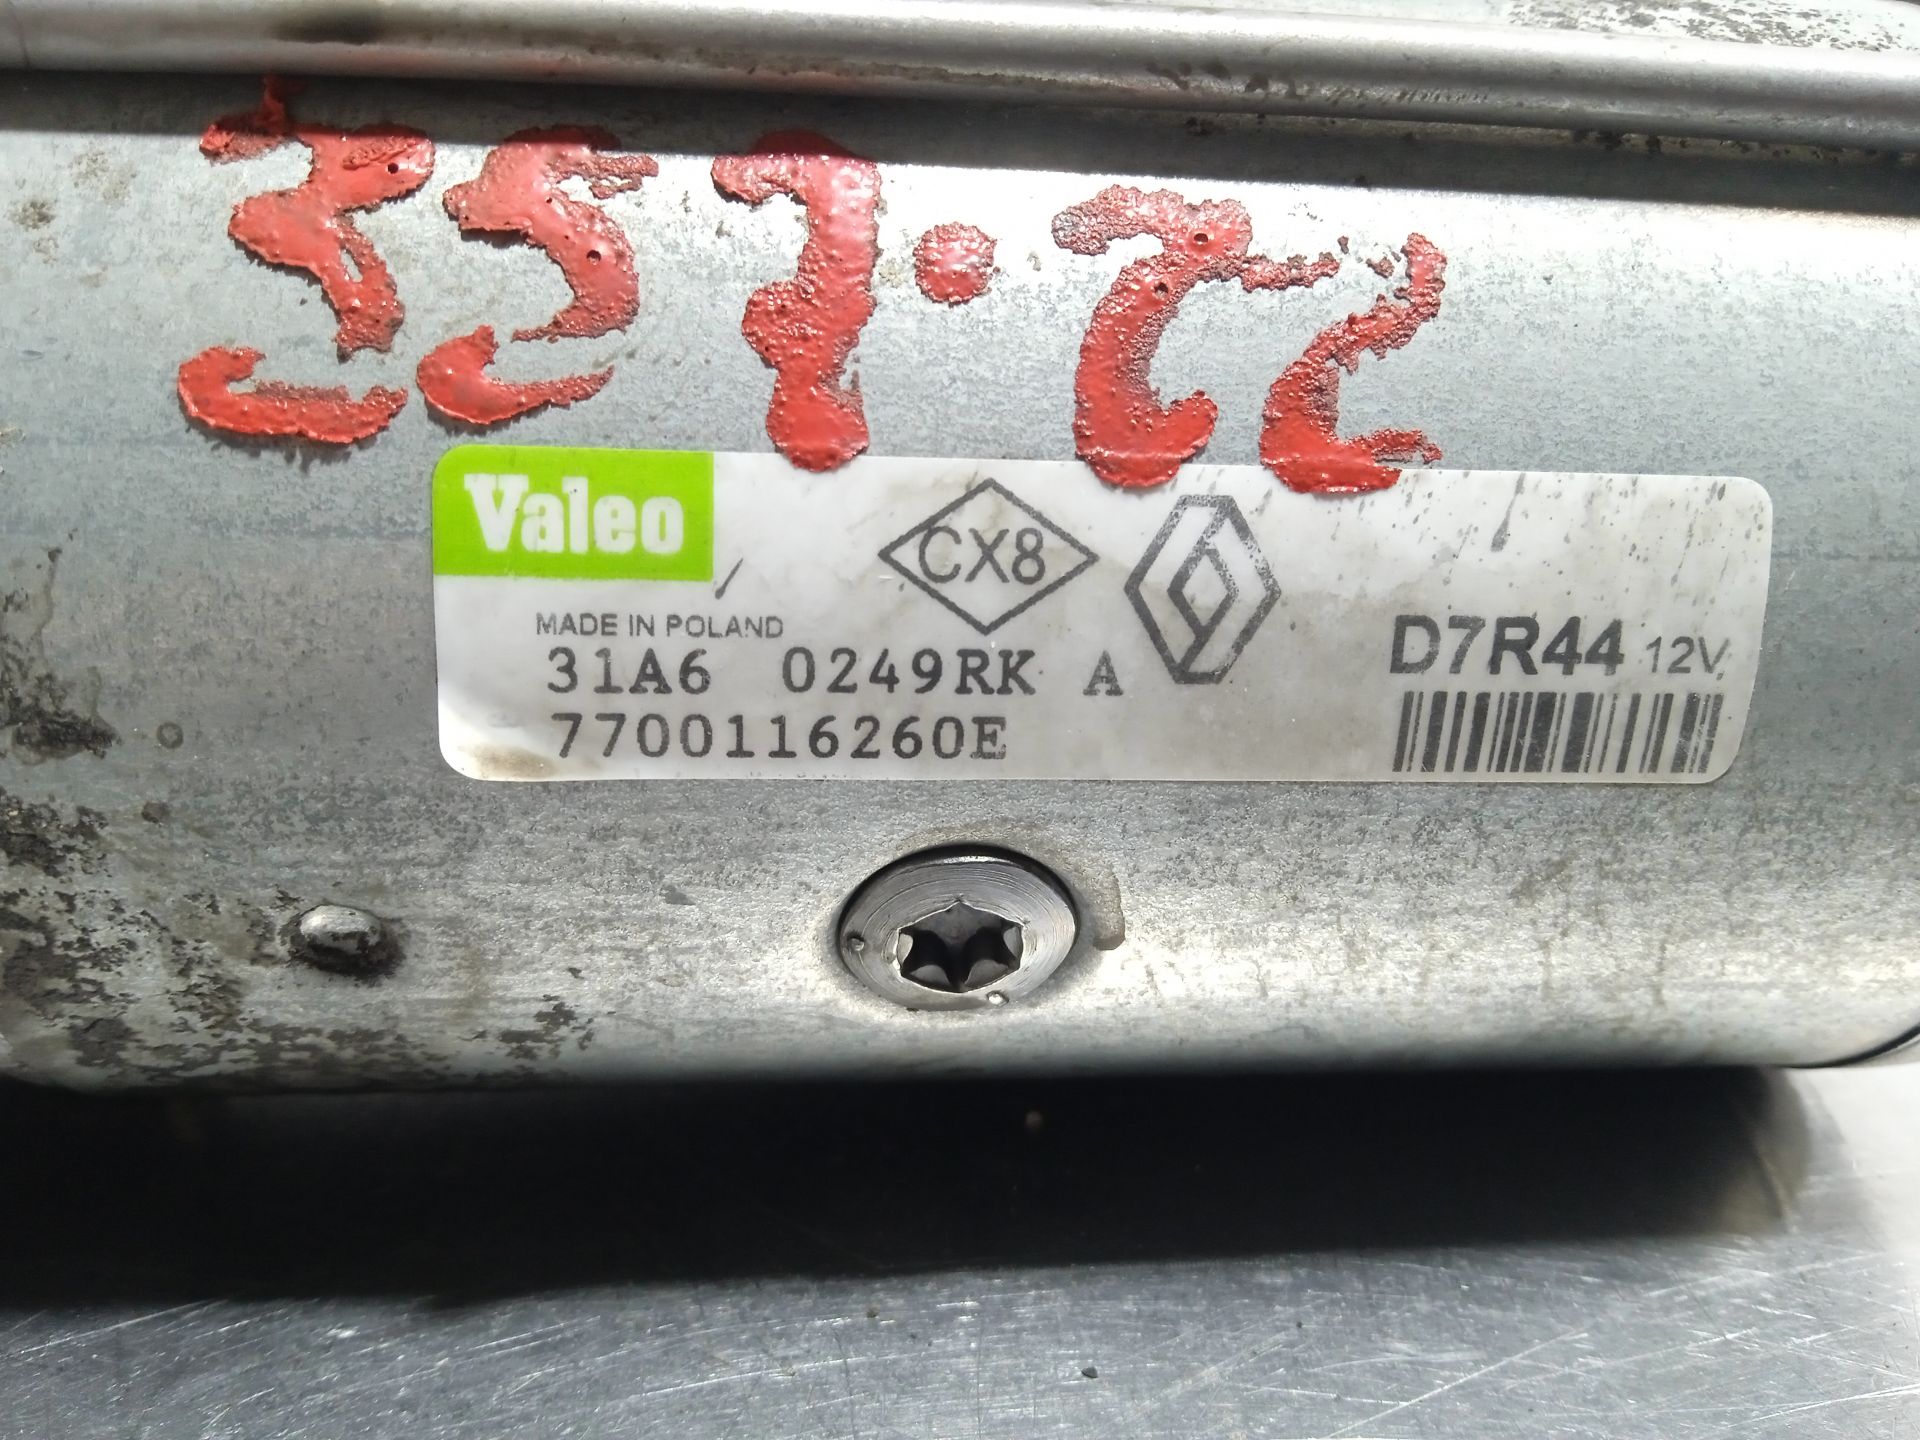 357.22
Valeo
CX8
MADE IN POLAND
31A6 0249RK A
D7R44 12V
7700116260E